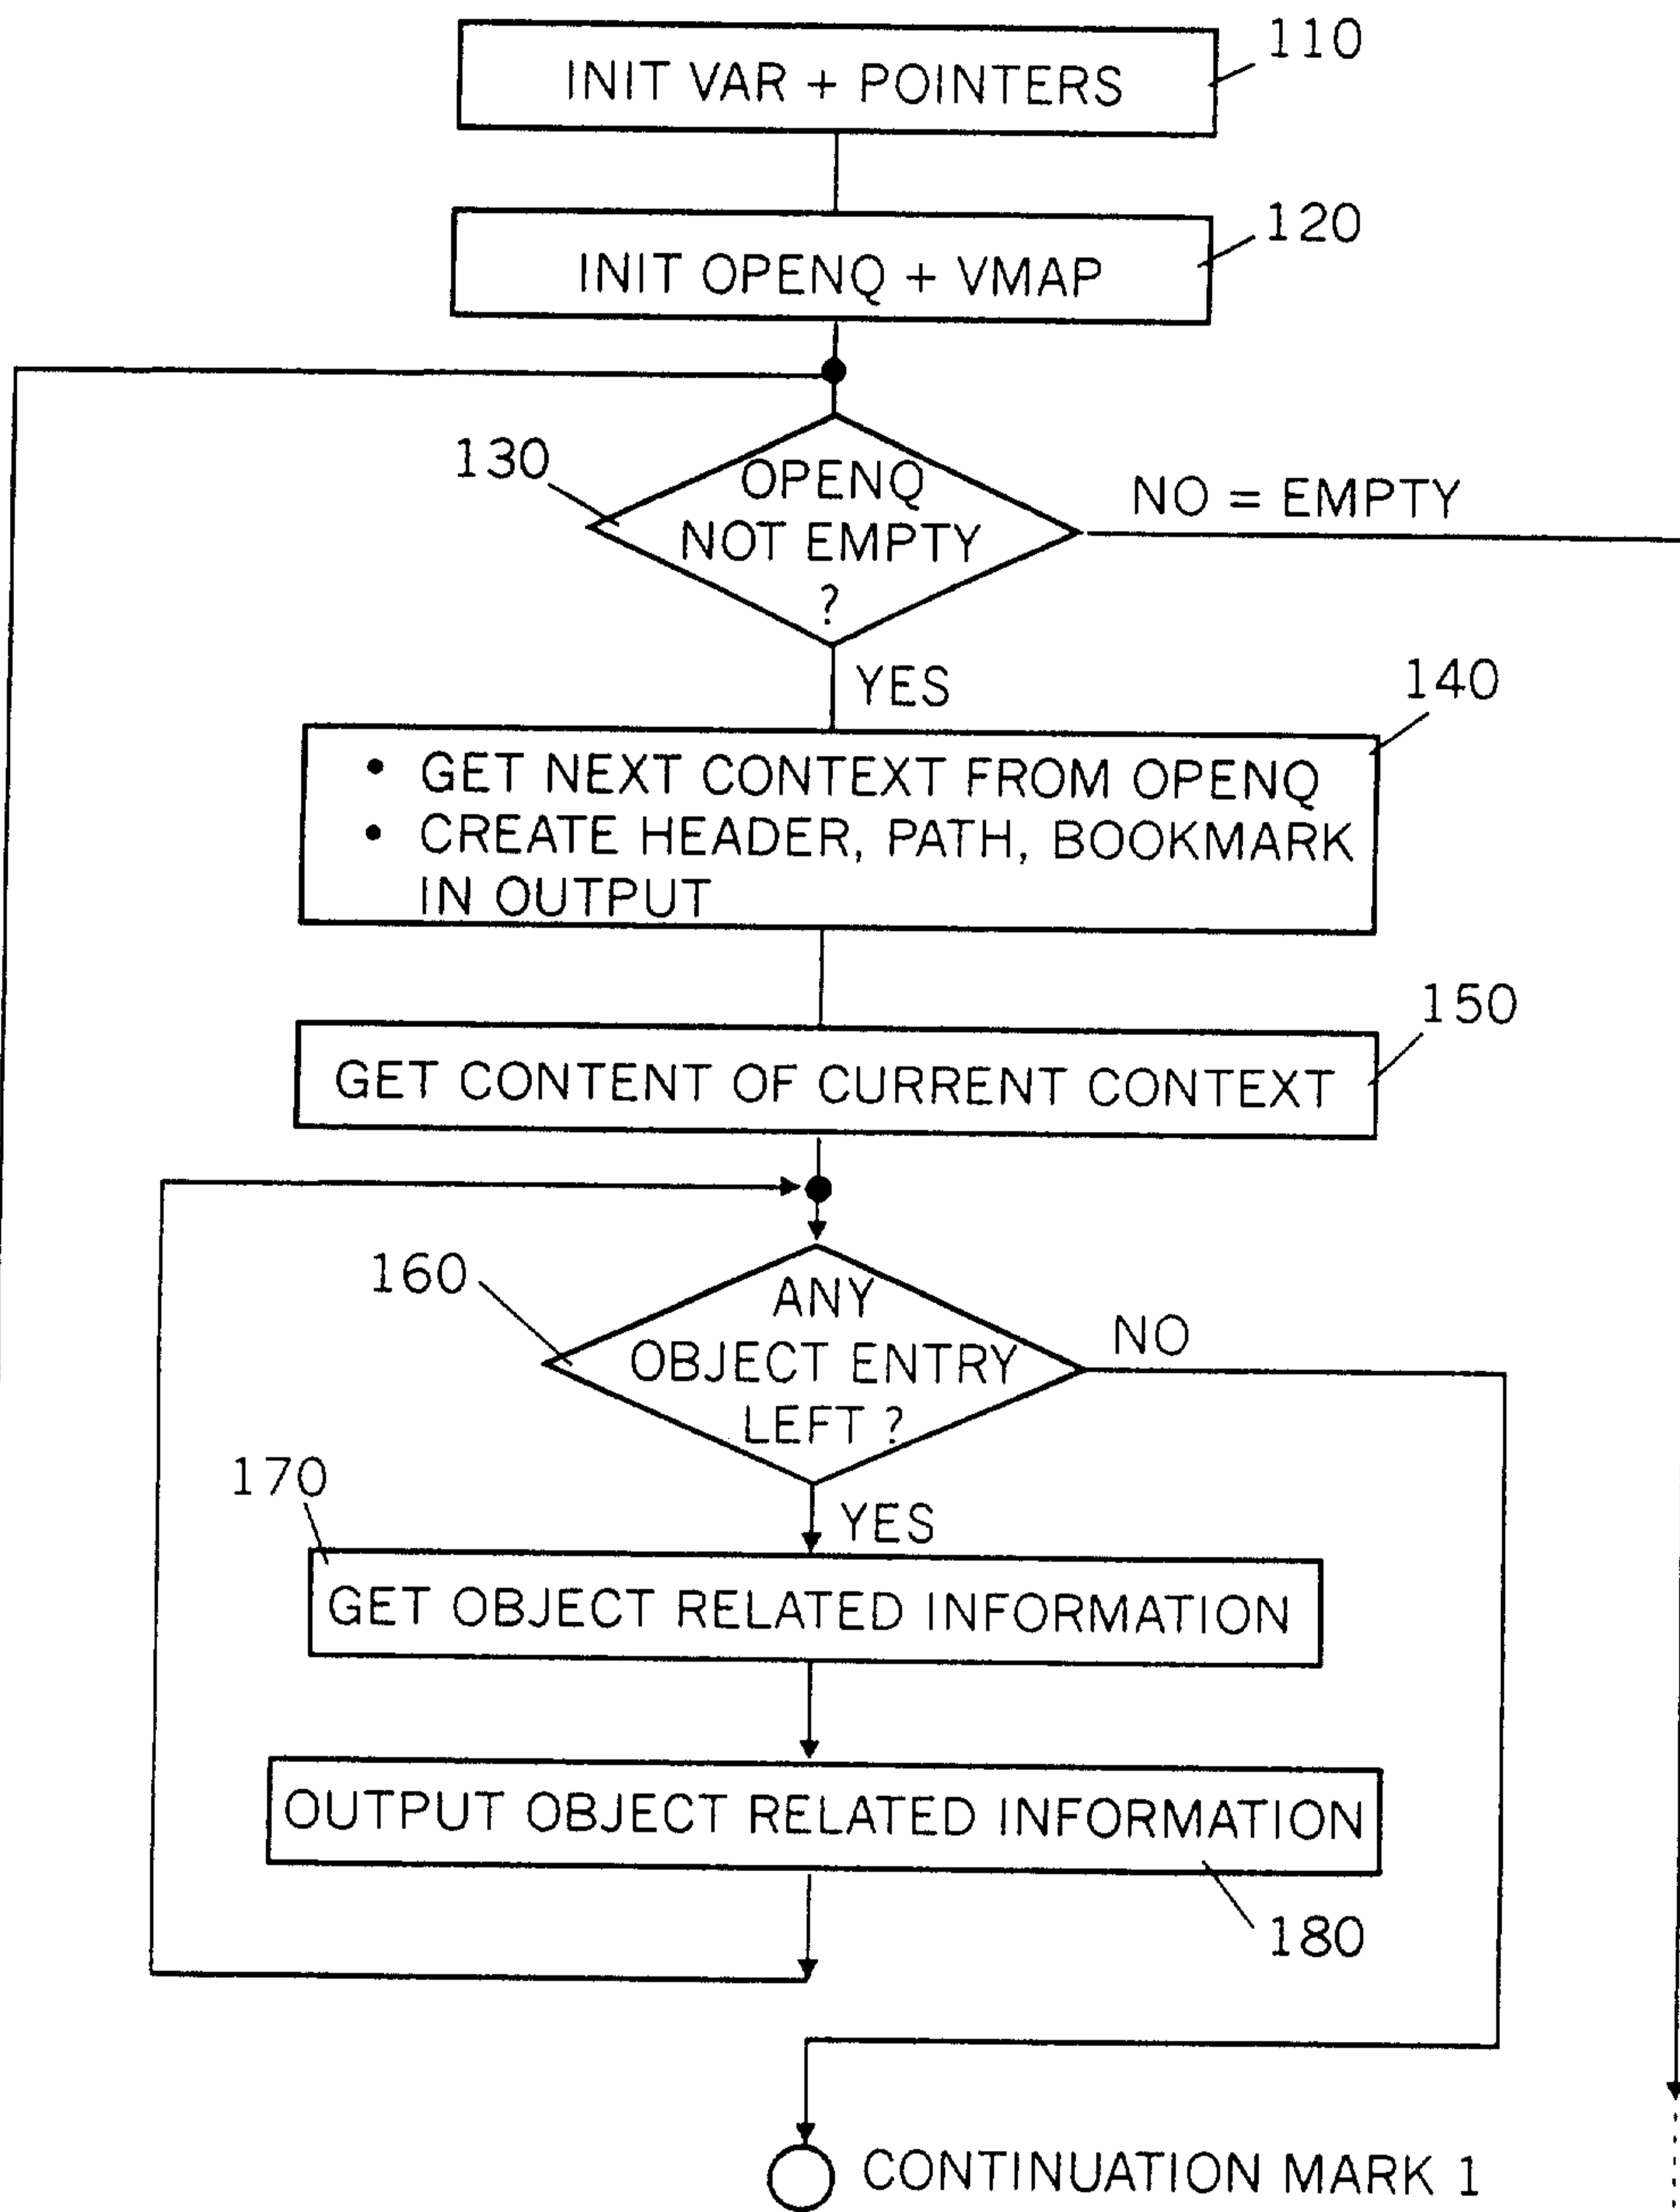 110
INIT VAR + POINTERS
120
INIT OPENQ + VMAP
130
OPENQ
NOT EMPTY
?
NO = EMPTY
YES
140
• GET NEXT CONTEXT FROM OPENQ
• CREATE HEADER, PATH, BOOKMARK
IN OUTPUT
150
GET CONTENT OF CURRENT CONTEXT
160
ANY
OBJECT ENTRY
LEFT ?
NO
170
YES
GET OBJECT RELATED INFORMATION
OUTPUT OBJECT RELATED INFORMATION
180
CONTINUATION MARK 1